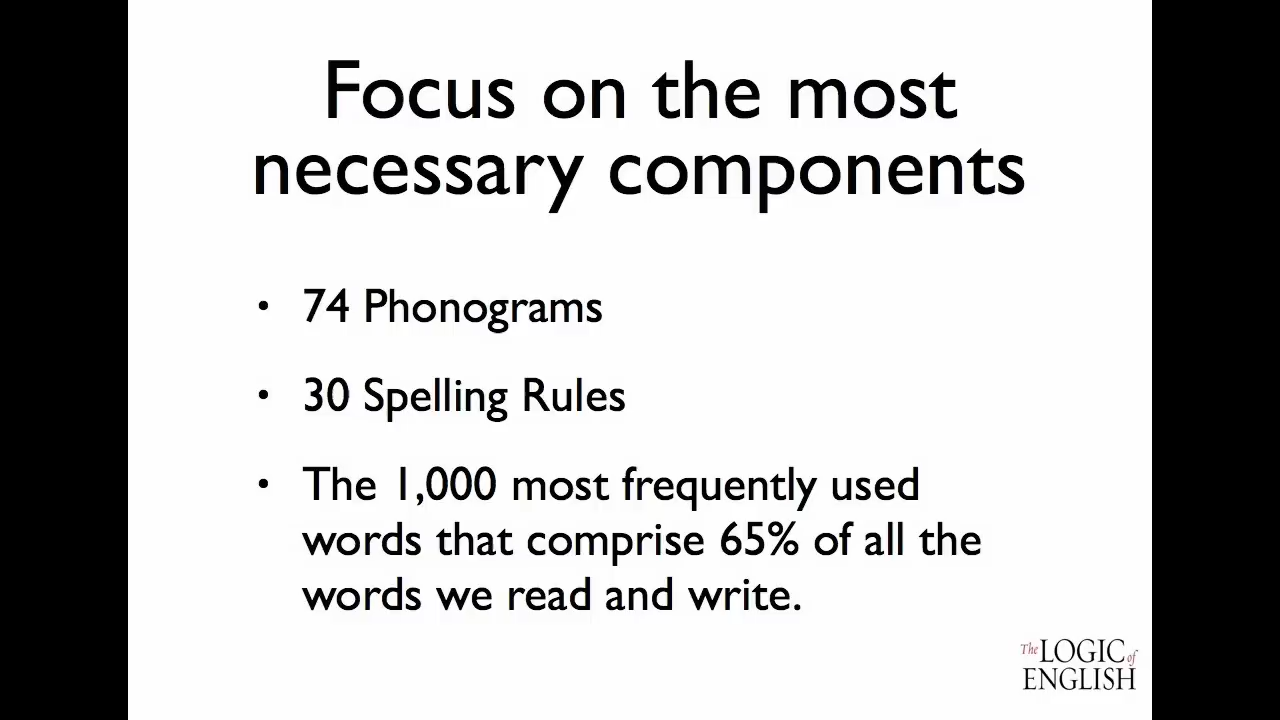 Focus on the most
necessary components
• 74 Phonograms
• 30 Spelling Rules
• The 1,000 most frequently used
words that comprise 65% of all the
words we read and write.
The LOGIC of
ENGLISH